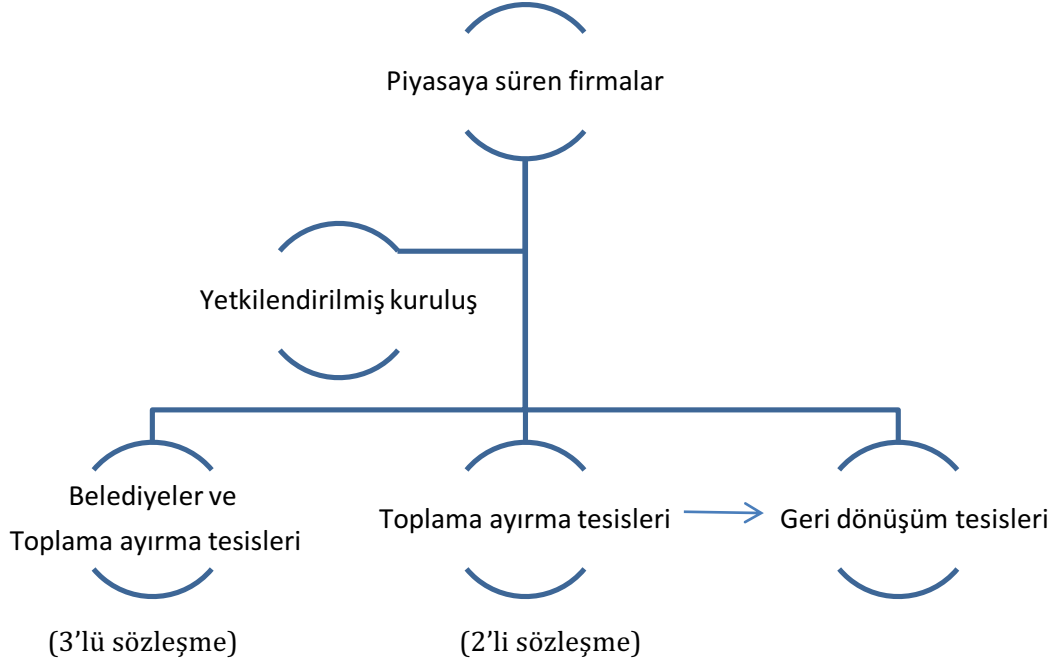 Piyasaya süren firmalar
Yetkilendirilmiş kuruluş
Belediyeler ve
Toplama ayırma tesisleri
Toplama ayırma tesisleri
Geri dönüşüm tesisleri
(3’lü sözleşme)
(2’li sözleşme)